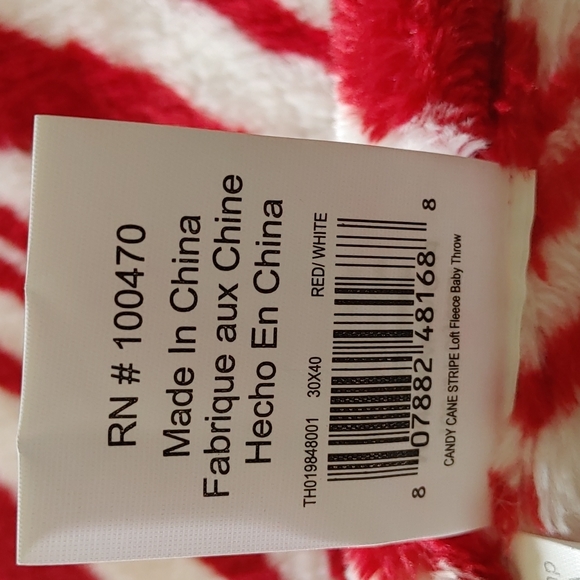 RN # 100470
Made In China
Fabrique aux Chine
Hecho En China
TH019848001 30X40 RED/ WHITE
8 07882 48168 8
CANDY CANE STRIPE Loft Fleece Baby Throw